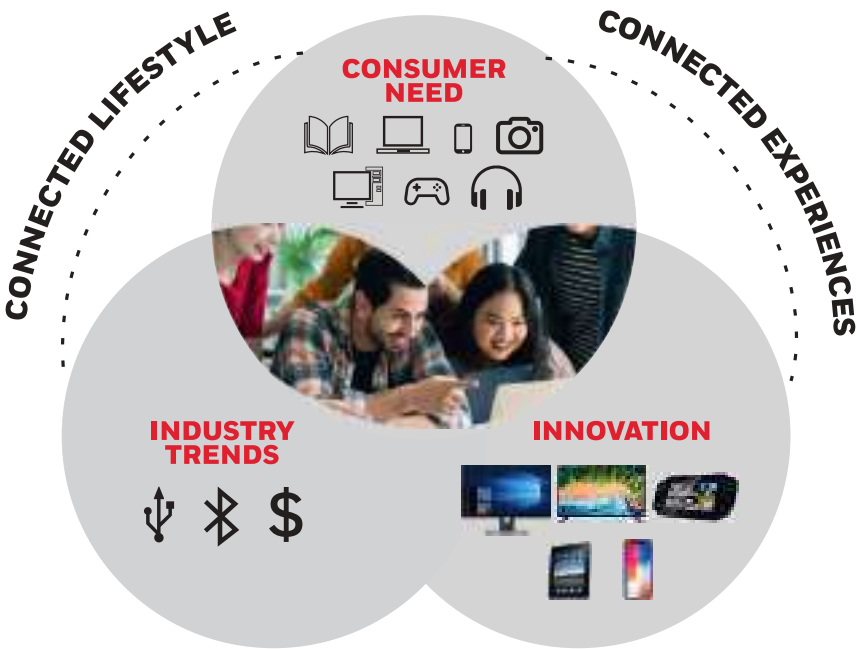 CONNECTED LIFESTYLE
CONNECTED EXPERIENCES
CONSUMER
NEED
INDUSTRY
TRENDS
$
INNOVATION